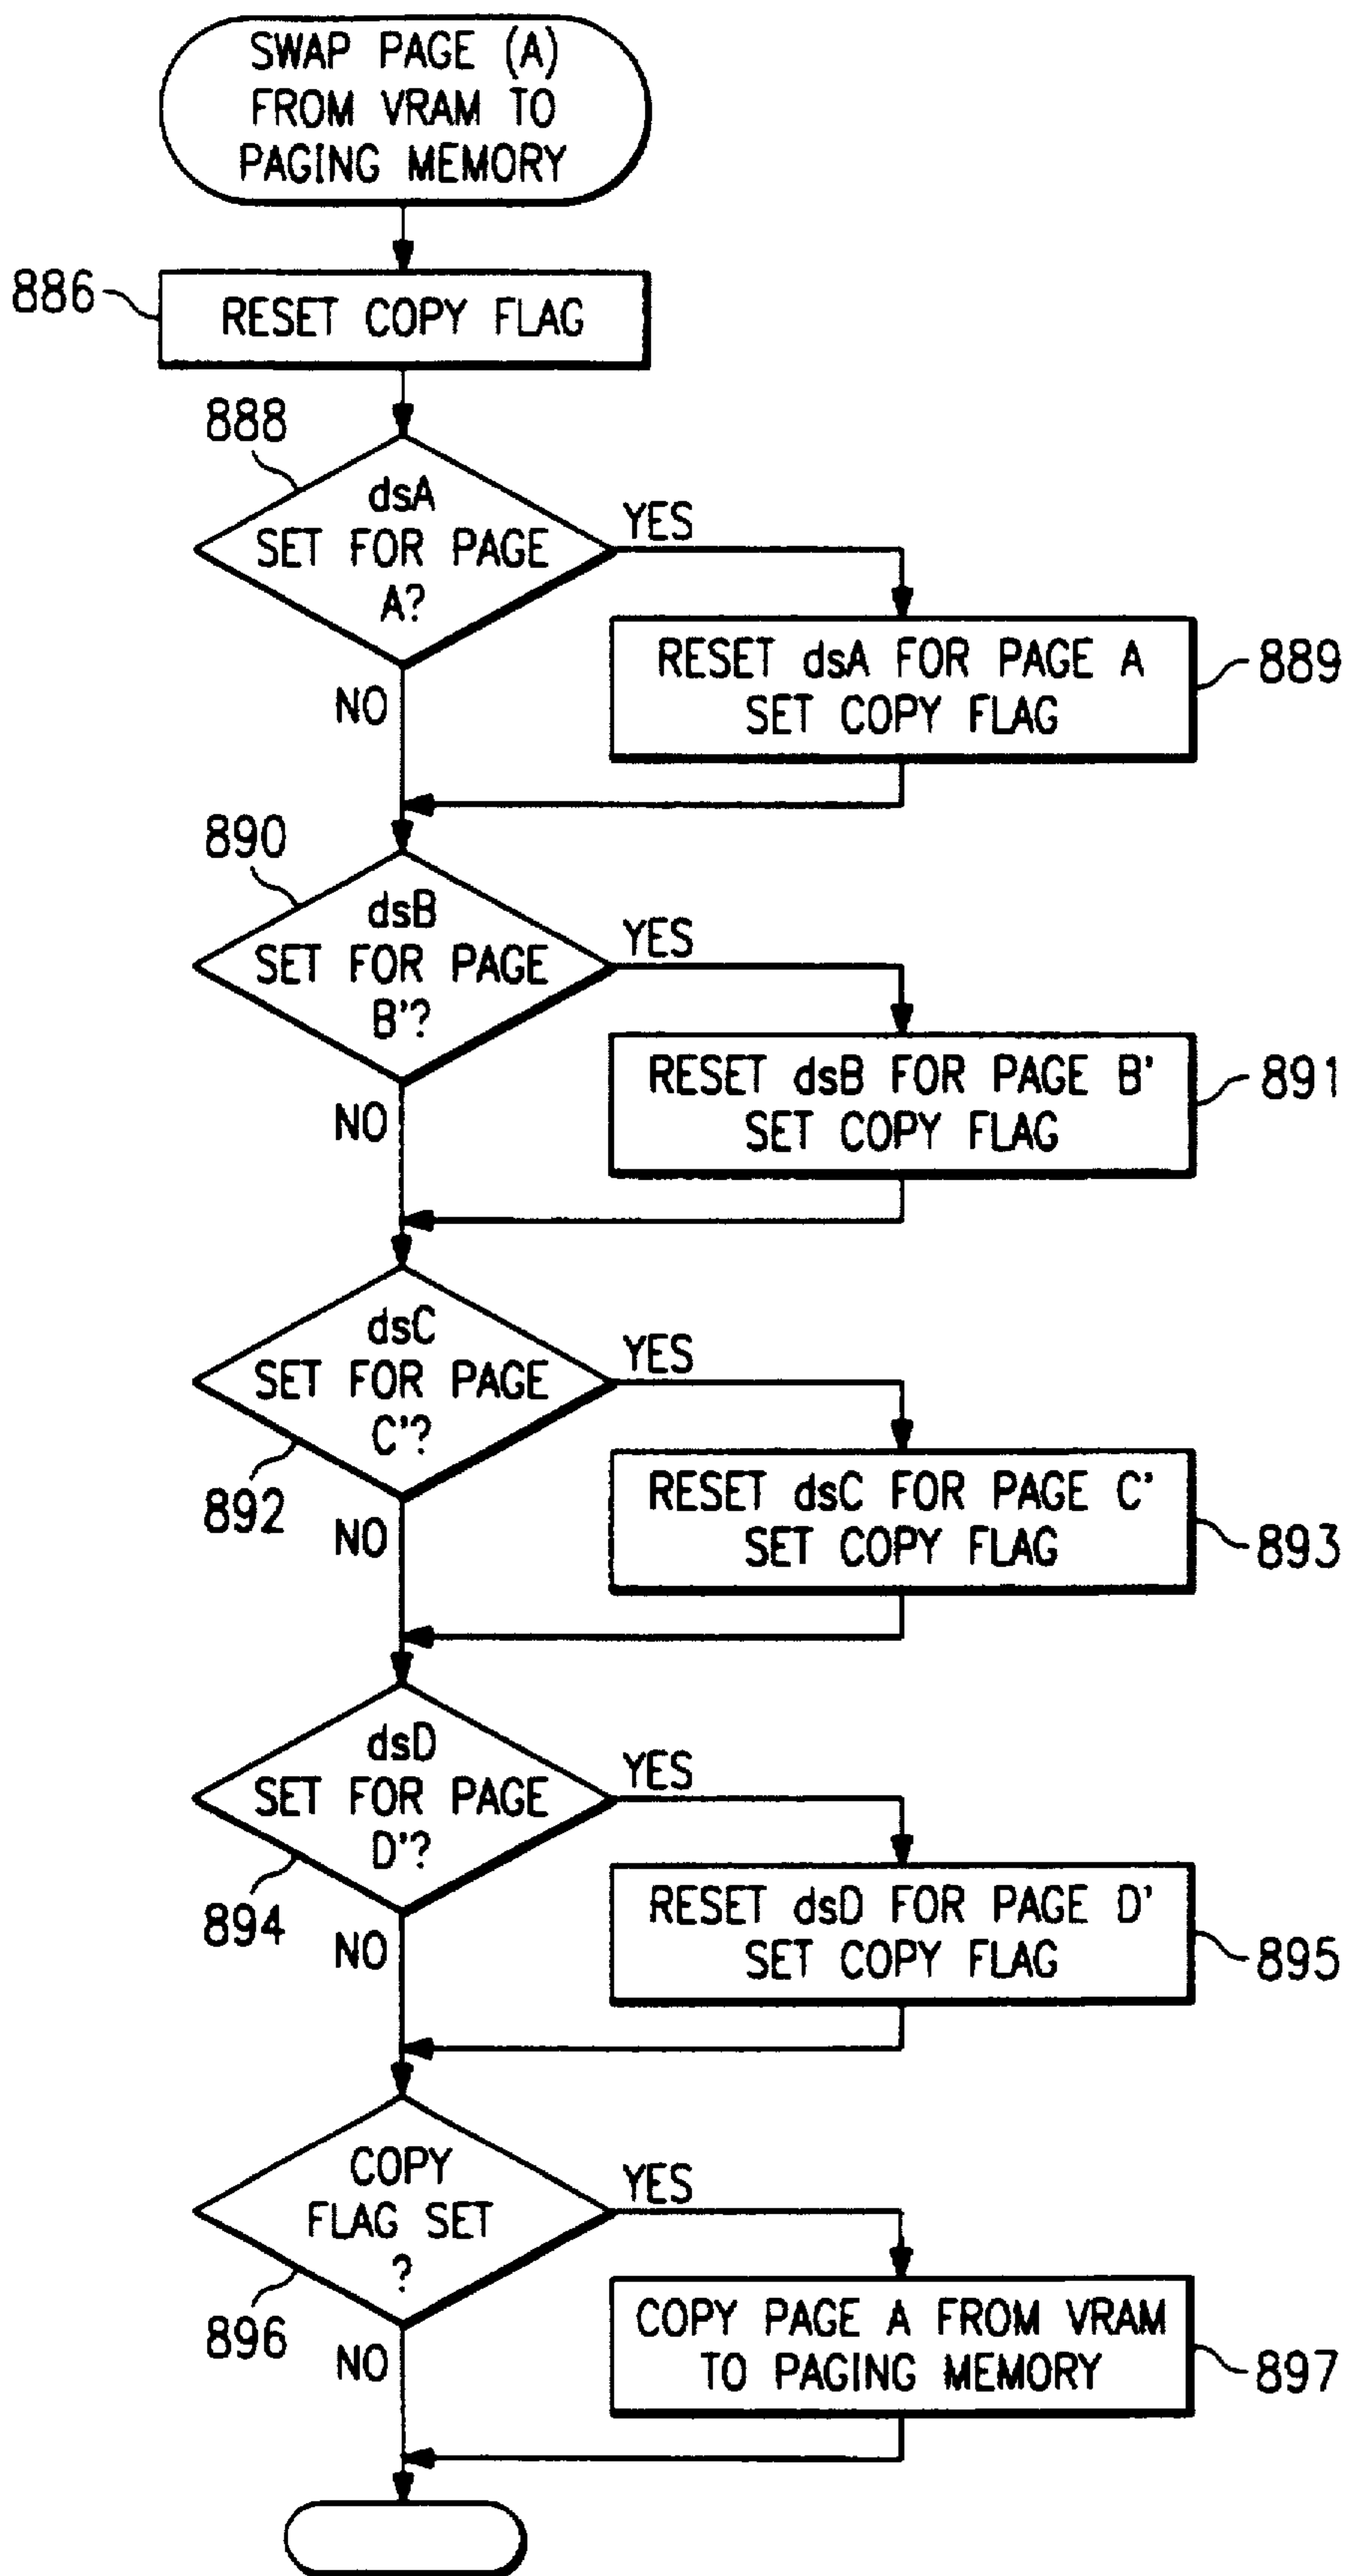 SWAP PAGE (A)
FROM VRAM TO
PAGING MEMORY
886
RESET COPY FLAG
888
dsA
SET FOR PAGE
A?
YES
NO
RESET dsA FOR PAGE A
SET COPY FLAG
889
890
dsB
SET FOR PAGE
B'?
YES
NO
RESET dsB FOR PAGE B'
SET COPY FLAG
891
dsC
SET FOR PAGE
C'?
892
YES
NO
RESET dsC FOR PAGE C'
SET COPY FLAG
893
dsD
SET FOR PAGE
D'?
894
YES
NO
RESET dsD FOR PAGE D'
SET COPY FLAG
895
COPY
FLAG SET
?
896
YES
NO
COPY PAGE A FROM VRAM
TO PAGING MEMORY
897